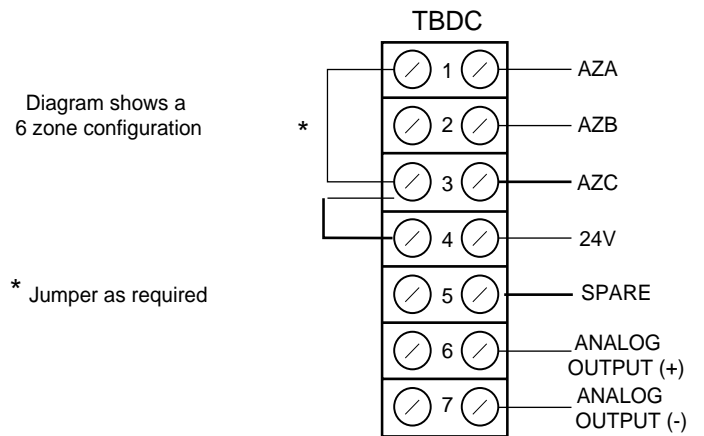 TBDC
Diagram shows a
6 zone configuration
*
* Jumper as required
1 AZA
2 AZB
3 AZC
4 24V
5 SPARE
6 ANALOG
OUTPUT (+)
7 ANALOG
OUTPUT (-)